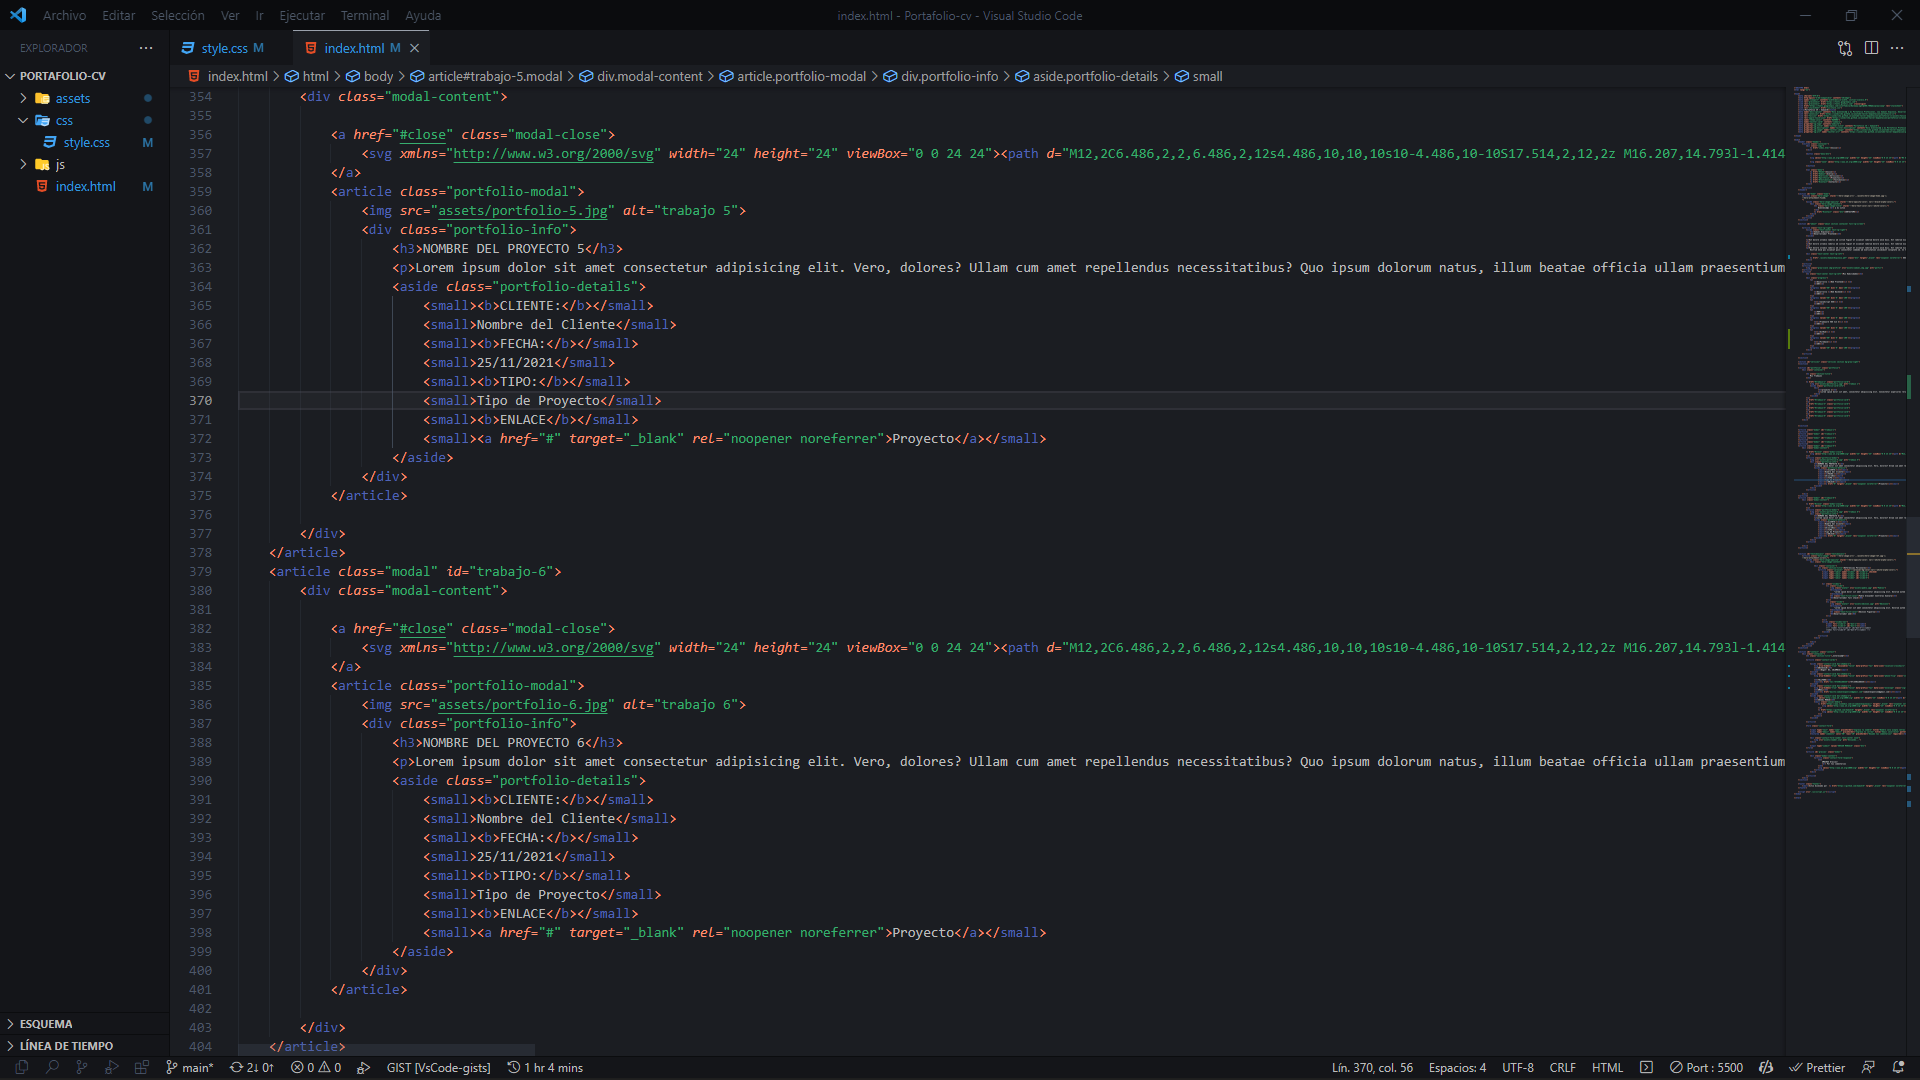 Archivo Editar Selección Ver Ir Ejecutar Terminal Ayuda
index.html - Portafolio-cv - Visual Studio Code
EXPLORADOR
PORTAFOLIO-CV
assets
css
style.css M
js
index.html M
ESQUEMA
LÍNEA DE TIEMPO
style.css M
index.html M
index.html > html > body > article#trabajo-5.modal > div.modal-content > article.portfolio-modal > div.portfolio-info > aside.portfolio-details > small
354 <div class="modal-content">
355
356 <a href="#close" class="modal-close">
357 <svg xmlns="http://www.w3.org/2000/svg" width="24" height="24" viewBox="0 0 24 24"><path d="M12,2C6.486,2,2,6.486,2,12s4.486,10,10,10s10-4.486,10-10S17.514,2,12,2z M16.207,14.793l-1.414
358 </a>
359 <article class="portfolio-modal">
360 <img src="assets/portfolio-5.jpg" alt="trabajo 5">
361 <div class="portfolio-info">
362 <h3>NOMBRE DEL PROYECTO 5</h3>
363 <p>Lorem ipsum dolor sit amet consectetur adipisicing elit. Vero, dolores? Ullam cum amet repellendus necessitatibus? Quo ipsum dolorum natus, illum beatae officia ullam praesentium
364 <aside class="portfolio-details">
365 <small><b>CLIENTE:</b></small>
366 <small>Nombre del Cliente</small>
367 <small><b>FECHA:</b></small>
368 <small>25/11/2021</small>
369 <small><b>TIPO:</b></small>
370 <small>Tipo de Proyecto</small>
371 <small><b>ENLACE</b></small>
372 <small><a href="#" target="_blank" rel="noopener noreferrer">Proyecto</a></small>
373 </aside>
374 </div>
375 </article>
376
377 </div>
378 </article>
379 <article class="modal" id="trabajo-6">
380 <div class="modal-content">
381
382 <a href="#close" class="modal-close">
383 <svg xmlns="http://www.w3.org/2000/svg" width="24" height="24" viewBox="0 0 24 24"><path d="M12,2C6.486,2,2,6.486,2,12s4.486,10,10,10s10-4.486,10-10S17.514,2,12,2z M16.207,14.793l-1.414
384 </a>
385 <article class="portfolio-modal">
386 <img src="assets/portfolio-6.jpg" alt="trabajo 6">
387 <div class="portfolio-info">
388 <h3>NOMBRE DEL PROYECTO 6</h3>
389 <p>Lorem ipsum dolor sit amet consectetur adipisicing elit. Vero, dolores? Ullam cum amet repellendus necessitatibus? Quo ipsum dolorum natus, illum beatae officia ullam praesentium
390 <aside class="portfolio-details">
391 <small><b>CLIENTE:</b></small>
392 <small>Nombre del Cliente</small>
393 <small><b>FECHA:</b></small>
394 <small>25/11/2021</small>
395 <small><b>TIPO:</b></small>
396 <small>Tipo de Proyecto</small>
397 <small><b>ENLACE</b></small>
398 <small><a href="#" target="_blank" rel="noopener noreferrer">Proyecto</a></small>
399 </aside>
400 </div>
401 </article>
402
403 </div>
404 </article>
main* 2↓ 0↑ 0 0 GIST [VsCode-gists] 1 hr 4 mins Lín. 370, col. 56 Espacios: 4 UTF-8 CRLF HTML Port : 5500 Prettier